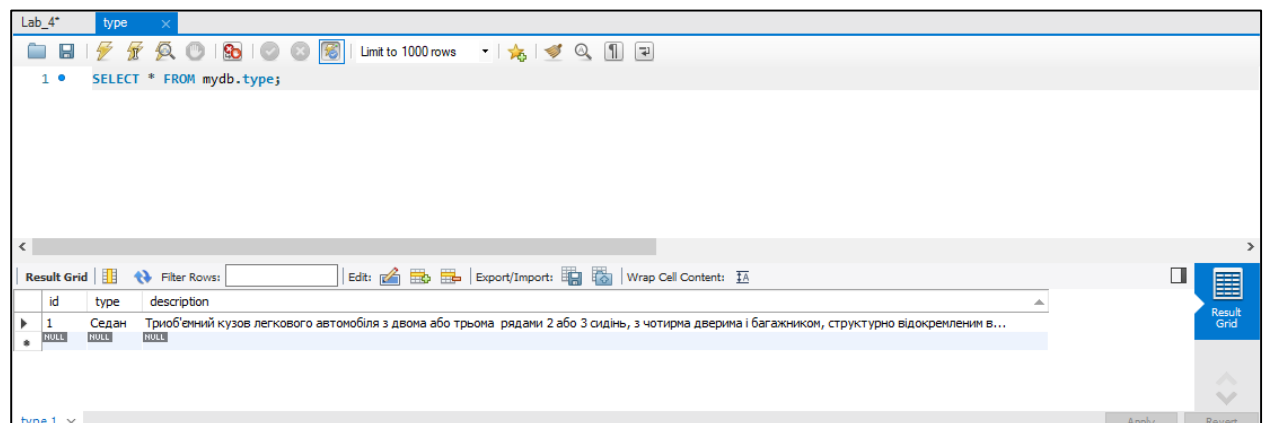 Lab_4* type ×
Limit to 1000 rows
1 SELECT * FROM mydb.type;
Result Grid Filter Rows: Edit: Export/Import: Wrap Cell Content:
Result Grid
id type description
1 Седан Триоб'ємний кузов легкового автомобіля з двома або трьома рядами 2 або 3 сидінь, з чотирма дверима і багажником, структурно відокремленим в...
NULL NULL NULL
type 1 Apply Revert